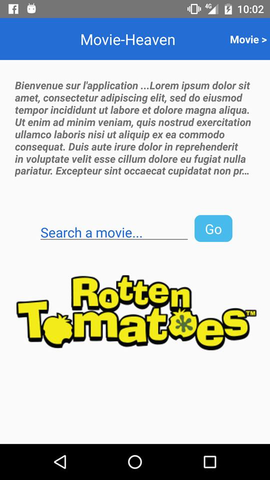 4G 10:02
Movie-Heaven
Movie >
Bienvenue sur l'application ...Lorem ipsum dolor sit
amet, consectetur adipiscing elit, sed do eiusmod
tempor incididunt ut labore et dolore magna aliqua.
Ut enim ad minim veniam, quis nostrud exercitation
ullamco laboris nisi ut aliquip ex ea commodo
consequat. Duis aute irure dolor in reprehenderit
in voluptate velit esse cillum dolore eu fugiat nulla
pariatur. Excepteur sint occaecat cupidatat non pr...
Search a movie...
Go
Rotten
Tomatoes™